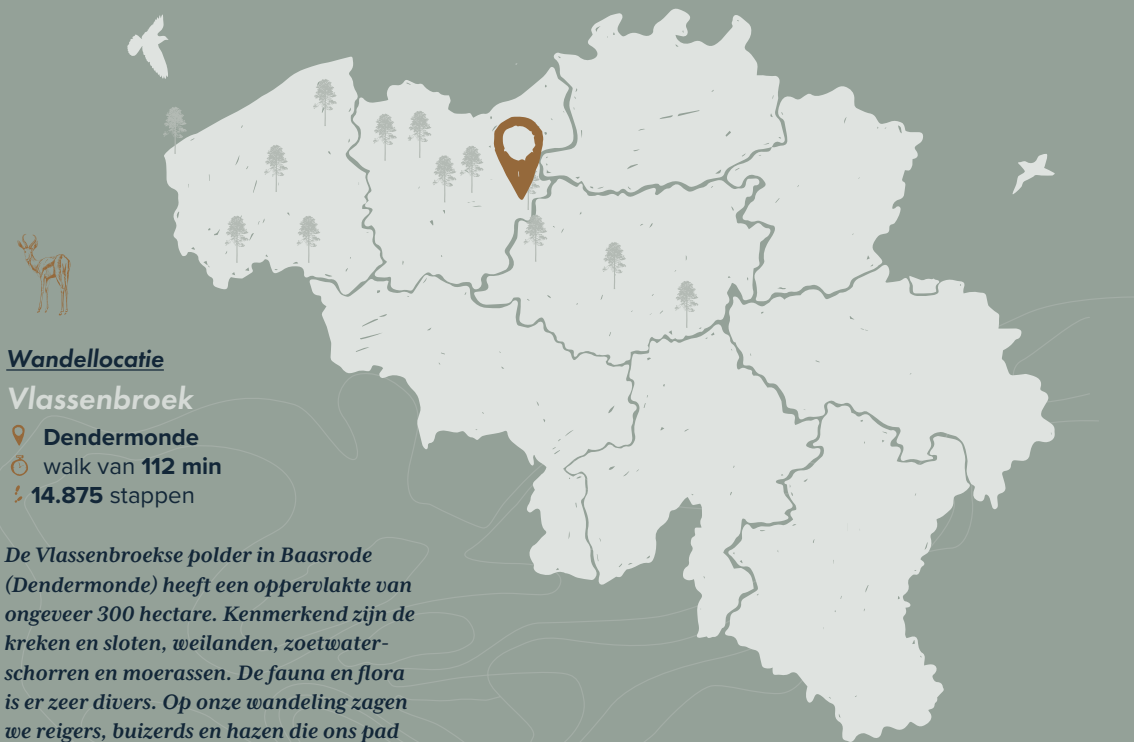 Wandellocatie
Vlassenbroek
Dendermonde
walk van 112 min
14.875 stappen
De Vlassenbroekse polder in Baasrode
(Dendermonde) heeft een oppervlakte van
ongeveer 300 hectare. Kenmerkend zijn de
kreken en sloten, weilanden, zoetwater-
schorren en moerassen. De fauna en flora
is er zeer divers. Op onze wandeling zagen
we reigers, buizerds en hazen die ons pad